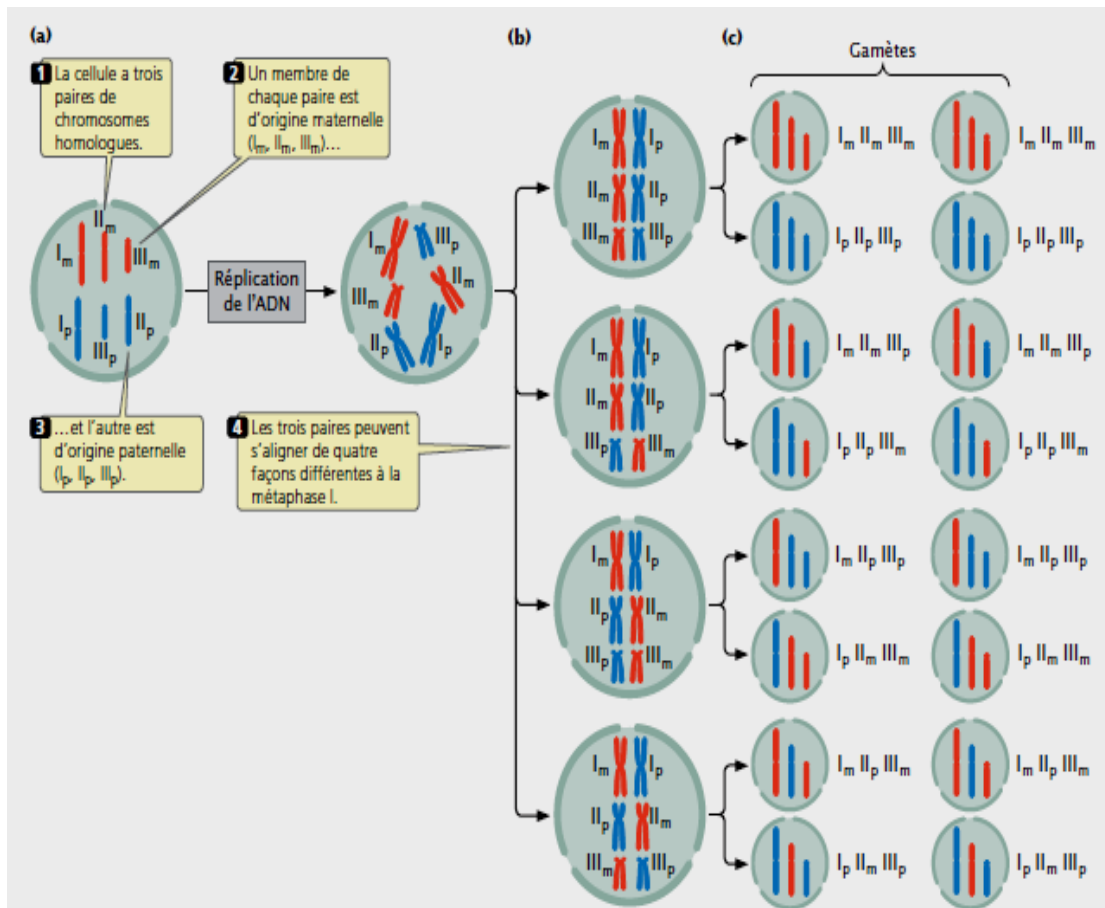 (a)
1 La cellule a trois
paires de
chromosomes
homologues.
2 Un membre de
chaque paire est
d'origine maternelle
(Im, IIm, IIIm)…
IIm
Im
IIIm
Ip
IIp
IIIp
3 …et l'autre est
d'origine paternelle
(Ip, IIp, IIIp).
Réplication
de l'ADN
Im
IIIp
IIm
IIIm
IIp
Ip
4 Les trois paires peuvent
s'aligner de quatre
façons différentes à la
métaphase I.
(b)
Im Ip
IIm IIp
IIIm IIIp
Im Ip
IIm IIp
IIIp IIIm
Im Ip
IIp IIm
IIIp IIIm
Im Ip
IIp IIm
IIIm IIIp
(c)
Gamètes
Im IIm IIIm Im IIm IIIm
Ip IIp IIIp Ip IIp IIIp
Im IIm IIIp Im IIm IIIp
Ip IIp IIIm Ip IIp IIIm
Im IIp IIIp Im IIp IIIp
Ip IIm IIIm Ip IIm IIIm
Im IIp IIIm Im IIp IIIm
Ip IIm IIIp Ip IIm IIIp